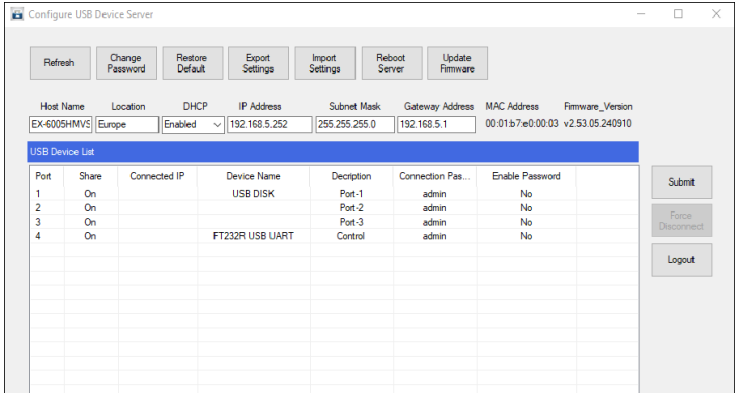 Configure USB Device Server
Refresh
Change
Password
Restore
Default
Export
Settings
Import
Settings
Reboot
Server
Update
Firmware
Host Name Location DHCP IP Address Subnet Mask Gateway Address MAC Address Firmware_Version
EX-6005HMVS Europe Enabled 192.168.5.252 255.255.255.0 192.168.5.1 00:01:b7:e0:00:03 v2.53.05.240910
USB Device List
Port Share Connected IP Device Name Decription Connection Pas... Enable Password
1 On USB DISK Port-1 admin No
2 On Port-2 admin No
3 On Port-3 admin No
4 On FT232R USB UART Control admin No
Submit
Force
Disconnect
Logout